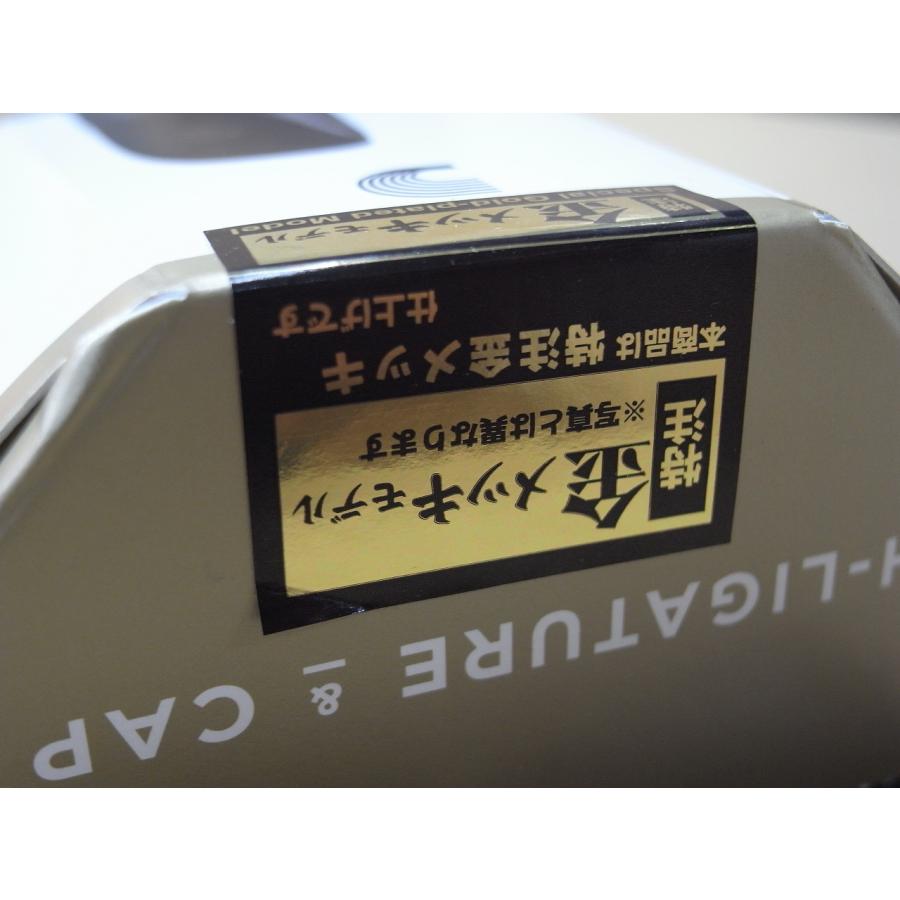 H-LIGATURE & CAP
特注 金メッキモデル
※写真とは異なります
本商品は特注金メッキ
仕上げです
特注 金メッキモデル
Special Gold-plated Model